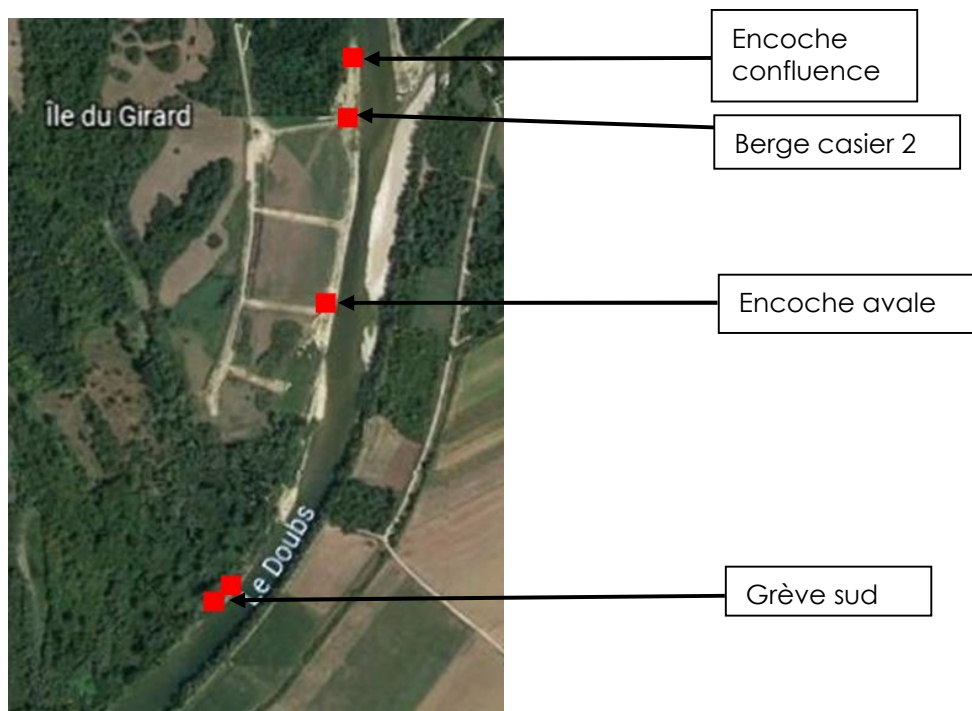 Encoche
confluence
Île du Girard
Berge casier 2
Encoche avale
Le Doubs
Grève sud